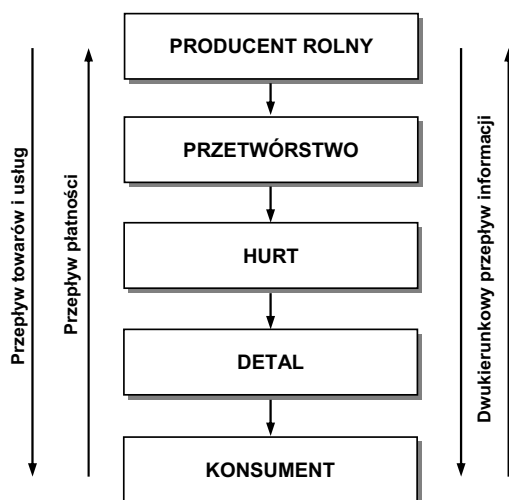 PRODUCENT ROLNY
PRZETWÓRSTWO
HURT
DETAL
KONSUMENT
Przepływ towarów i usług
Przepływ płatności
Dwukierunkowy przepływ informacji